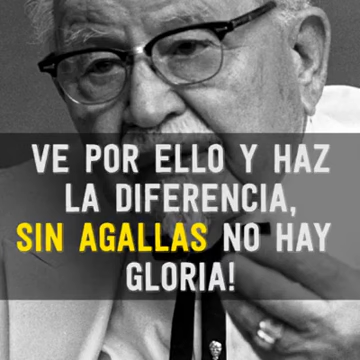 VE POR ELLO Y HAZ
LA DIFERENCIA,
SIN AGALLAS NO HAY
GLORIA!